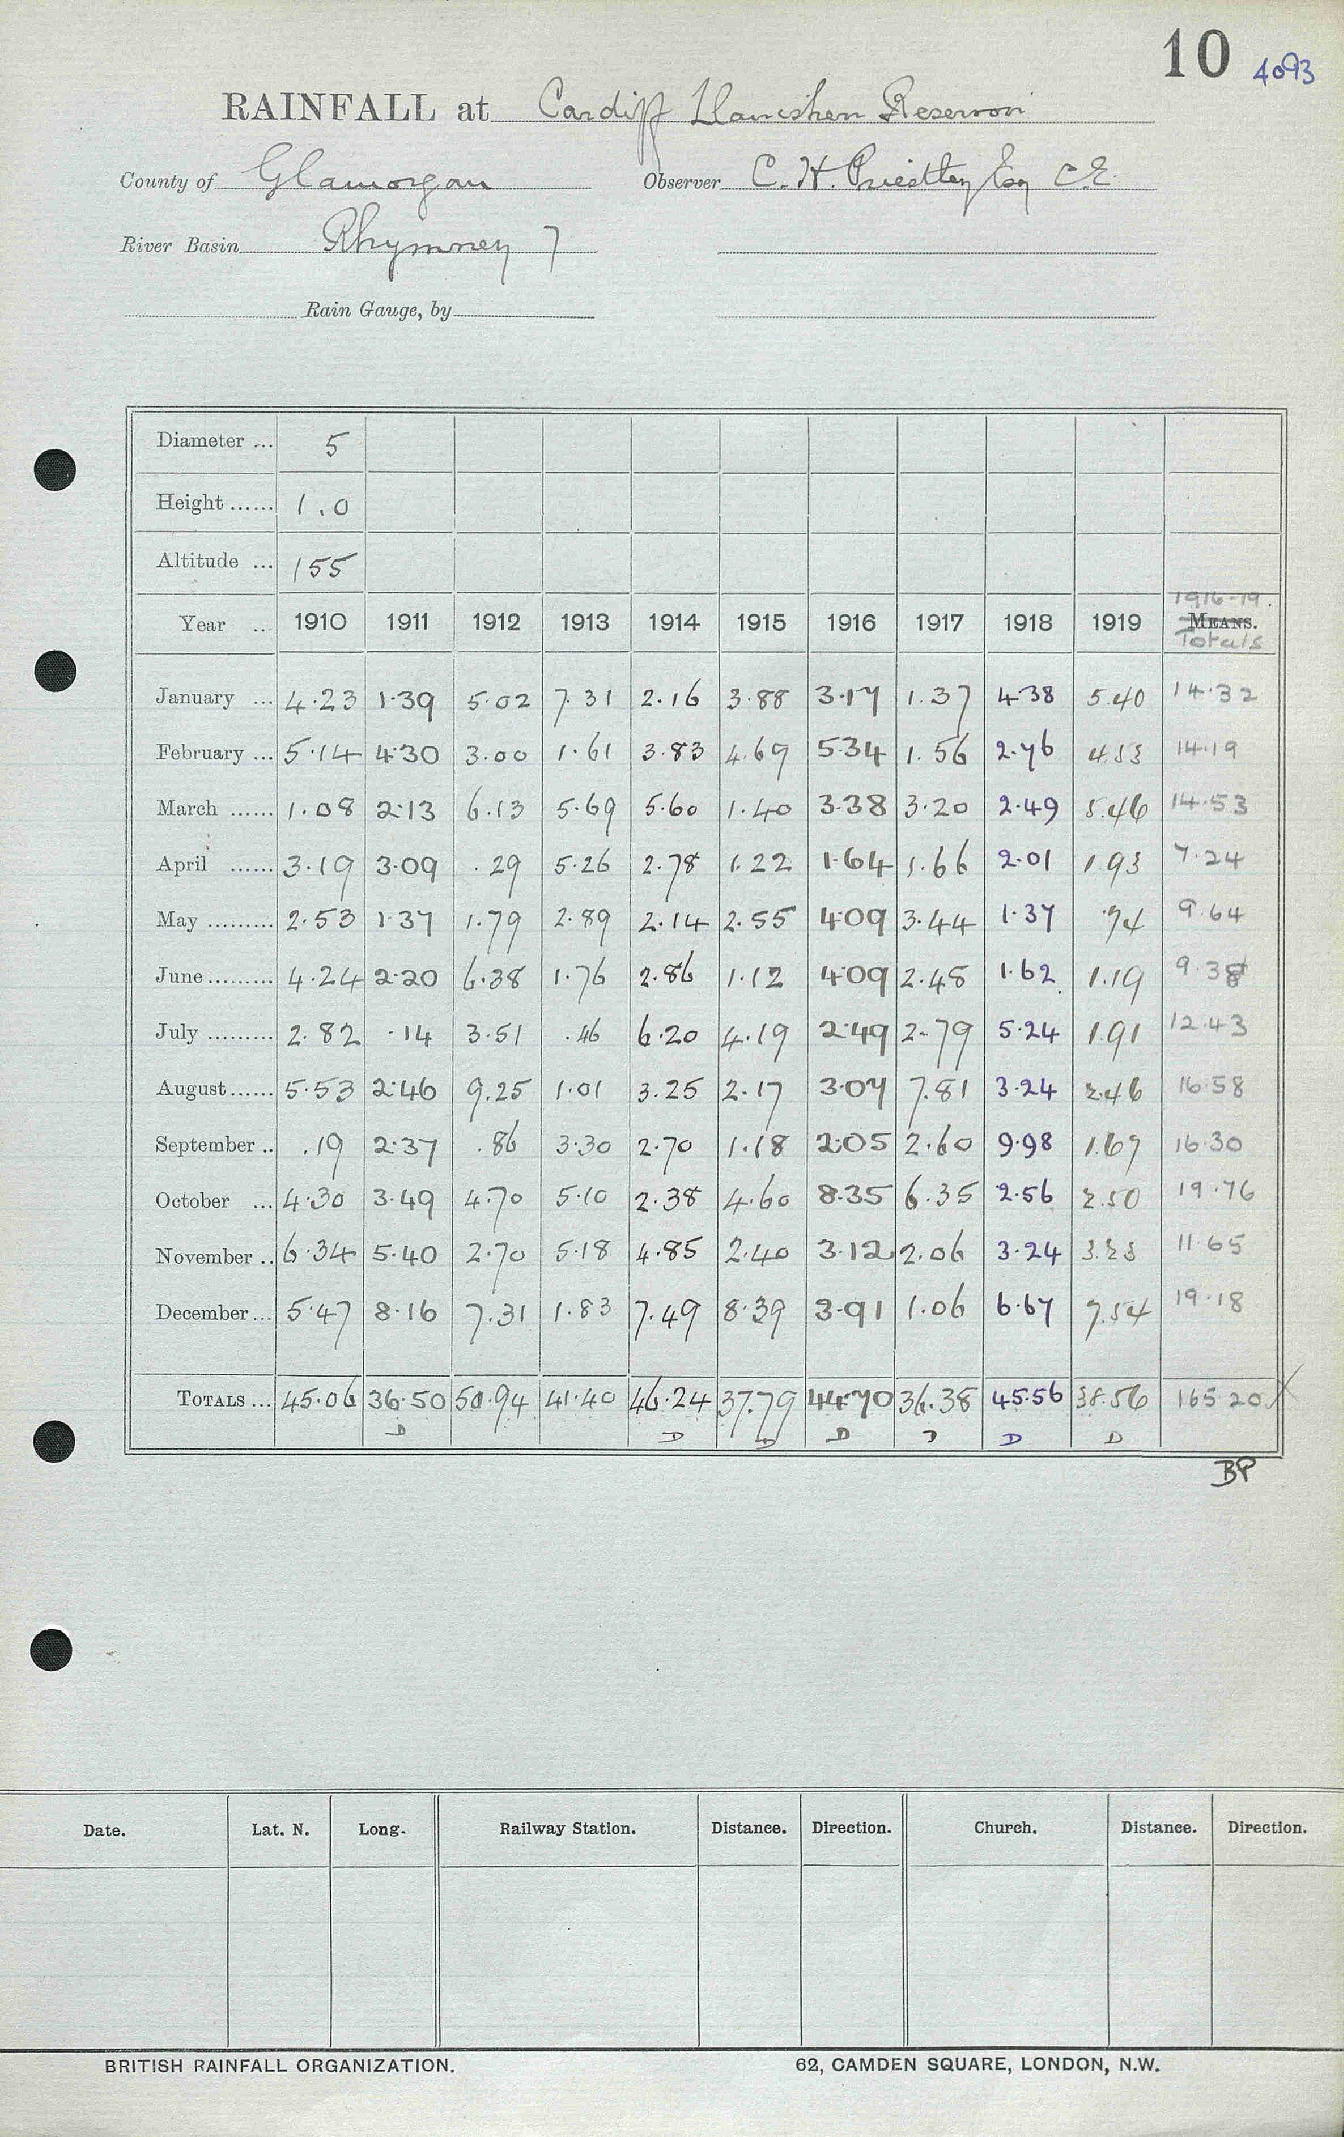 10 4093
RAINFALL at Cardiff Llanishen Reservoir
County of Glamorgan Observer C. H. Priestley Esq C.E.
River Basin Rhymney 7
Rain Gauge, by
Diameter ... 5
Height ...... 1.0
Altitude ... 155
1916-19.
Year .. 1910 1911 1912 1913 1914 1915 1916 1917 1918 1919 MEANS.
Totals
January ... 4.23 1.39 5.02 7.31 2.16 3.88 3.17 1.37 4.38 5.40 14.32
February ... 5.14 4.30 3.00 1.61 3.83 4.69 5.34 1.56 2.76 4.53 14.19
March ...... 1.08 2.13 6.13 5.69 5.60 1.40 3.38 3.20 2.49 5.46 14.53
April ...... 3.19 3.09 .29 5.26 2.78 1.22 1.64 1.66 2.01 1.93 7.24
May ......... 2.53 1.37 1.79 2.89 2.14 2.55 4.09 3.44 1.37 .74 9.64
June ......... 4.24 2.20 6.38 1.76 2.86 1.12 4.09 2.48 1.62 1.19 9.38
July ......... 2.82 .14 3.51 .46 6.20 4.19 2.49 2.79 5.24 1.91 12.43
August ...... 5.53 2.46 9.25 1.01 3.25 2.17 3.07 7.81 3.24 2.46 16.58
September .. .19 2.37 .86 3.30 2.70 1.18 2.05 2.60 9.98 1.67 16.30
October ... 4.30 3.49 4.70 5.10 2.38 4.60 8.35 6.35 2.56 2.50 19.76
November .. 6.34 5.40 2.70 5.18 4.85 2.40 3.12 2.06 3.24 3.23 11.65
December ... 5.47 8.16 7.31 1.83 7.49 8.39 3.91 1.06 6.67 7.54 19.18
TOTALS ... 45.06 36.50 50.94 41.40 46.24 37.79 44.70 36.38 45.56 38.56 165.20
D D D D D D D
BP
Date. Lat. N. Long. Railway Station. Distance. Direction. Church. Distance. Direction.
BRITISH RAINFALL ORGANIZATION. 62, CAMDEN SQUARE, LONDON, N.W.